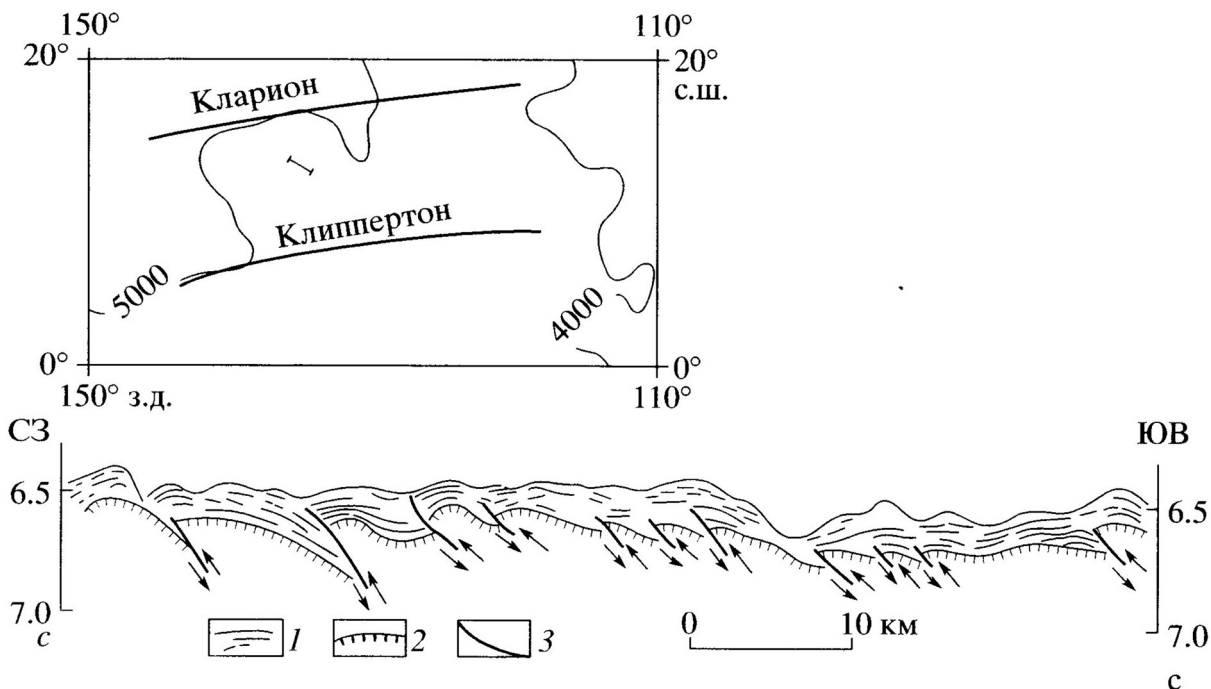 150° 110°
20° 20°
с.ш.
Кларион
Клиппертон
5000
4000
0° 0°
150° з.д. 110°
СЗ ЮВ
6.5 6.5
7.0 7.0
с с
1 2 3 0 10 км